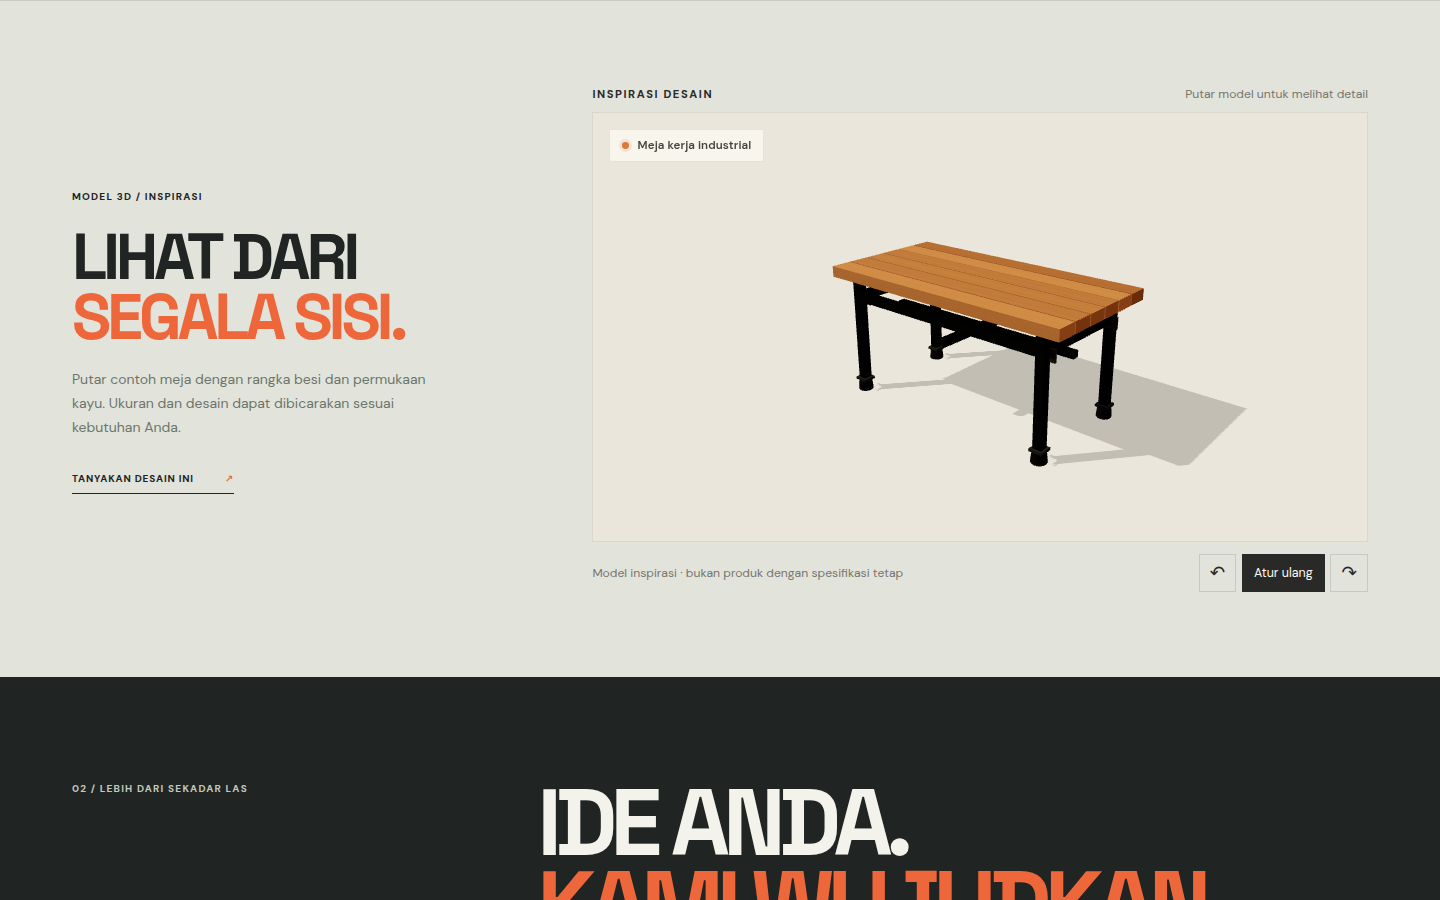 MODEL 3D / INSPIRASI
LIHAT DARI
SEGALA SISI.
Putar contoh meja dengan rangka besi dan permukaan
kayu. Ukuran dan desain dapat dibicarakan sesuai
kebutuhan Anda.
TANYAKAN DESAIN INI ↗
INSPIRASI DESAIN
Putar model untuk melihat detail
Meja kerja industrial
Model inspirasi · bukan produk dengan spesifikasi tetap
↶ Atur ulang ↷
02 / LEBIH DARI SEKADAR LAS
IDE ANDA.
KAMI WUJUDKAN